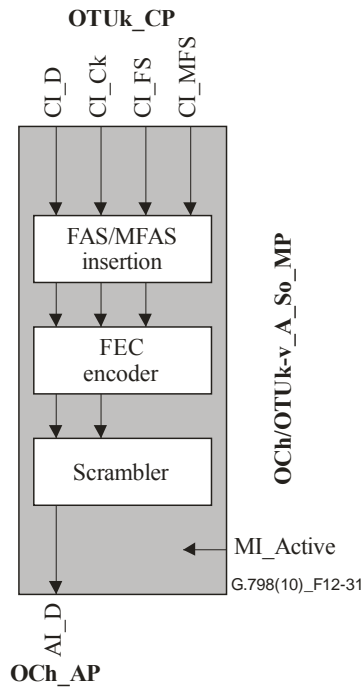 OTUk_CP
CI_D
CI_Ck
CI_FS
CI_MFS
FAS/MFAS
insertion
FEC
encoder
Scrambler
OCh/OTUk-v_A_So_MP
MI_Active
G.798(10)_F12-31
AI_D
OCh_AP